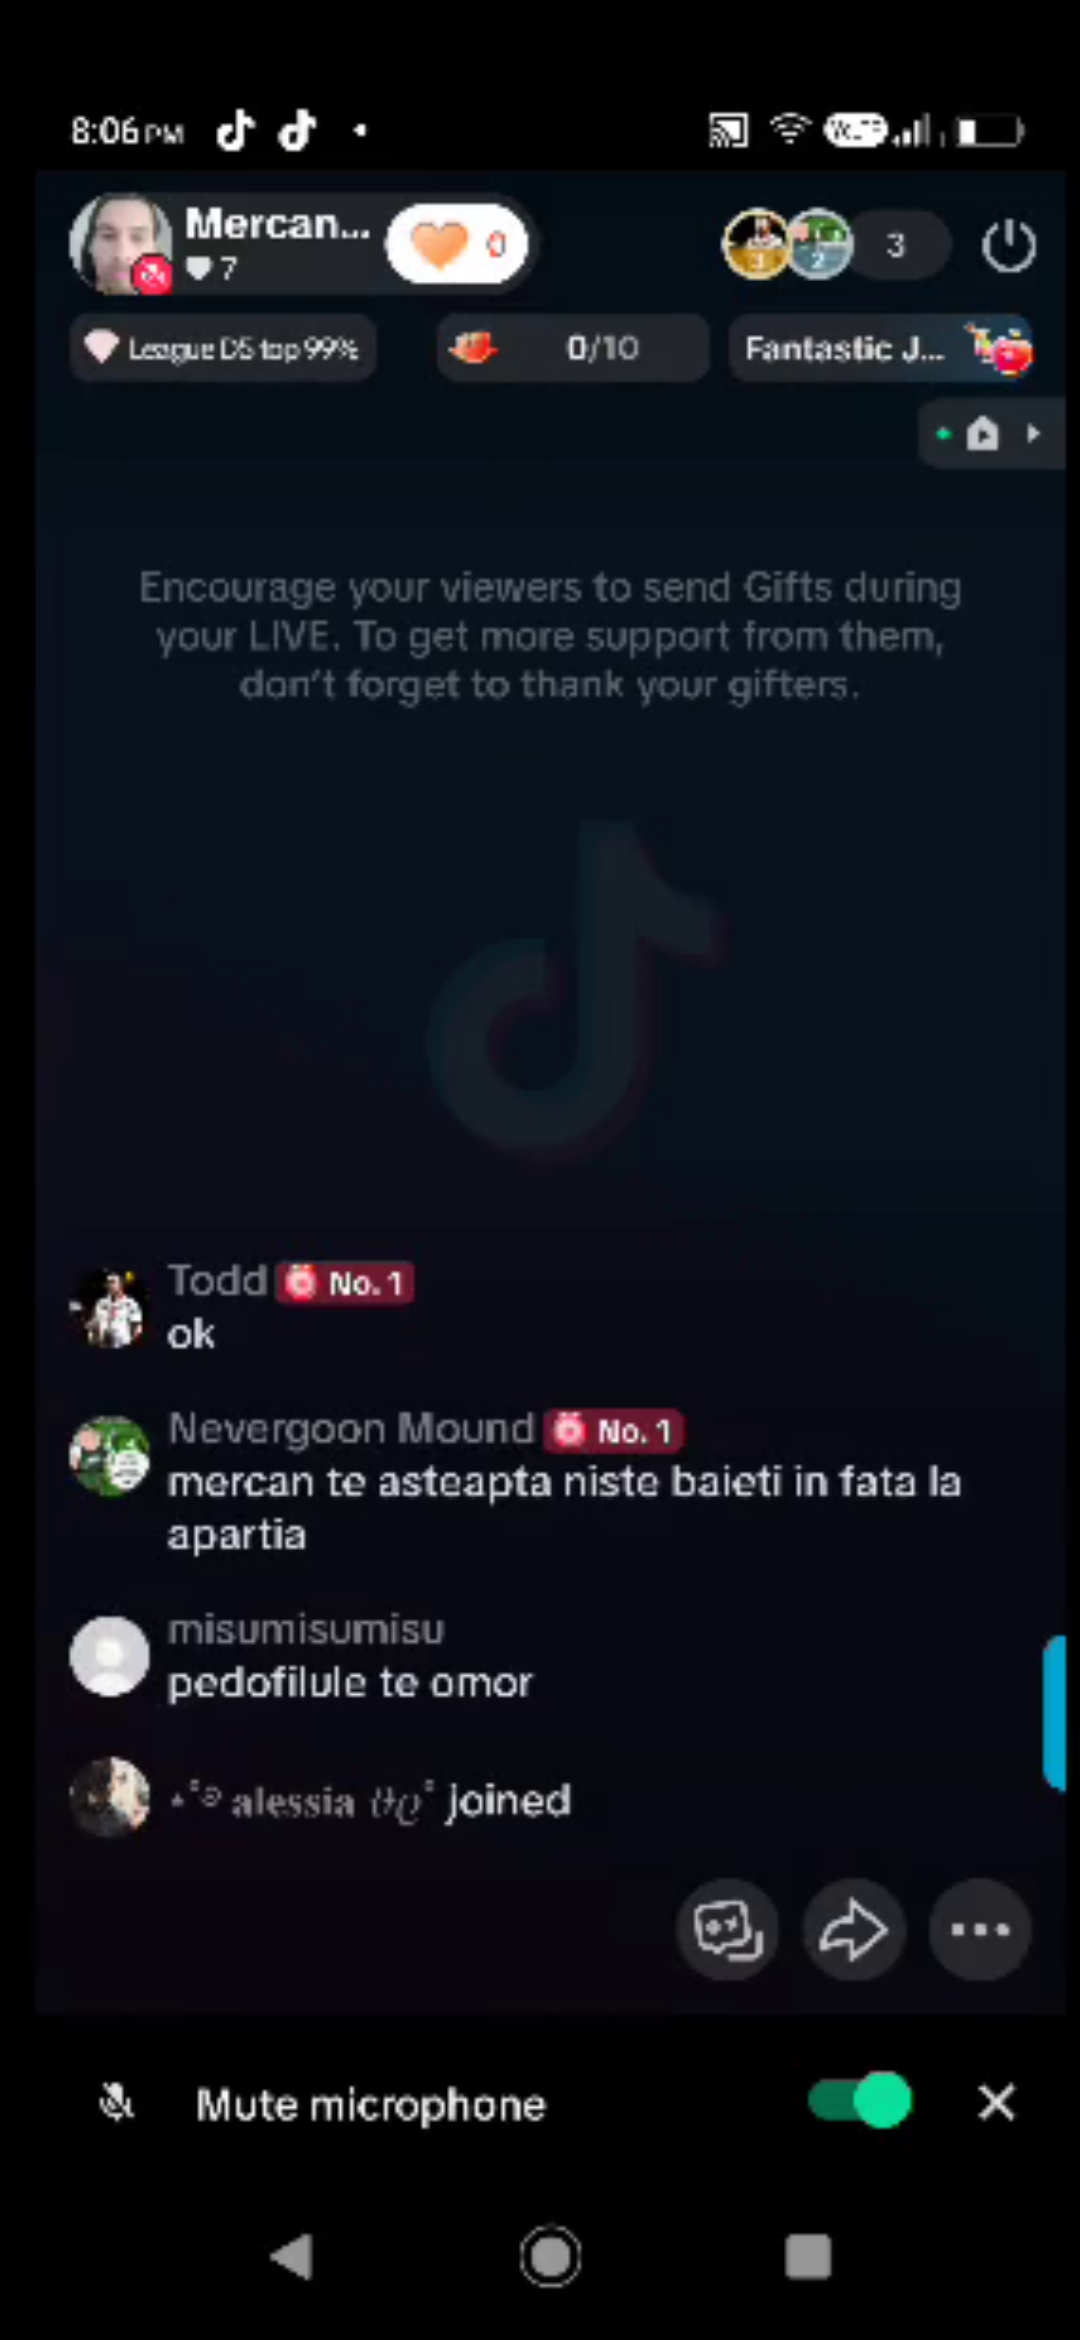 8:06 PM
Mercan...
7
0
3
League D5 top 99%
0/10
Fantastic J...
Encourage your viewers to send Gifts during
your LIVE. To get more support from them,
don't forget to thank your gifters.
Todd No. 1
ok
Nevergoon Mound No. 1
mercan te asteapta niste baieti in fata la
apartia
misumisumisu
pedofilule te omor
alessia joined
Mute microphone